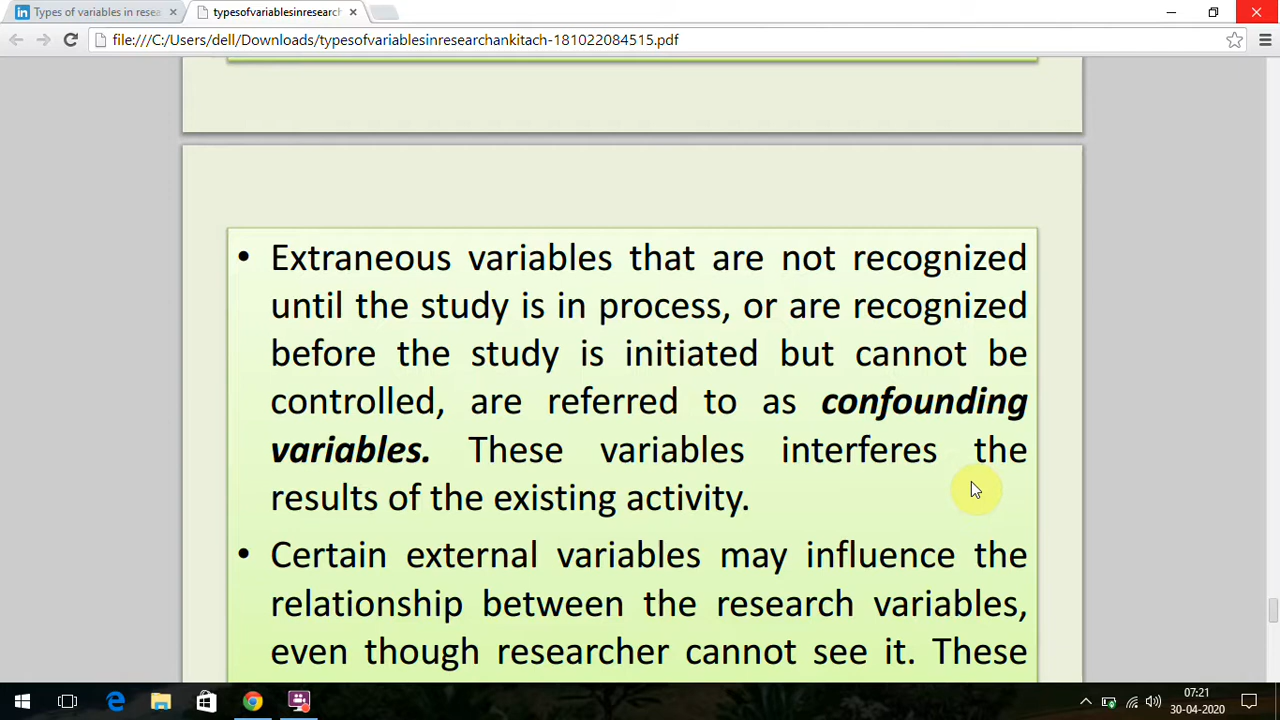 Types of variables in resea
typesofvariablesinresearch
file:///C:/Users/dell/Downloads/typesofvariablesinresearchankitach-181022084515.pdf
• Extraneous variables that are not recognized
until the study is in process, or are recognized
before the study is initiated but cannot be
controlled, are referred to as confounding
variables. These variables interferes the
results of the existing activity.
• Certain external variables may influence the
relationship between the research variables,
even though researcher cannot see it. These
07:21
30-04-2020